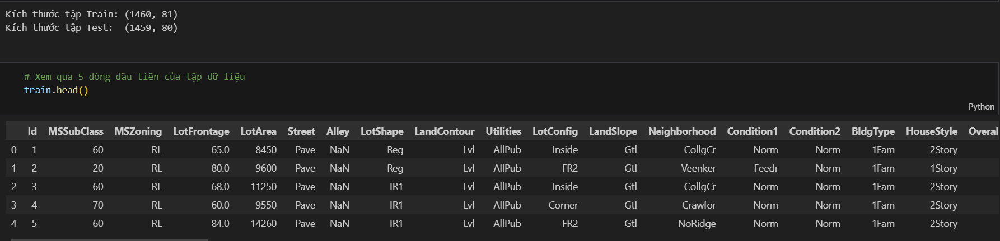 Kích thước tập Train: (1460, 81)
Kích thước tập Test:  (1459, 80)
# Xem qua 5 dòng đầu tiên của tập dữ liệu
train.head()
Python
Id MSSubClass MSZoning LotFrontage LotArea Street Alley LotShape LandContour Utilities LotConfig LandSlope Neighborhood Condition1 Condition2 BldgType HouseStyle Overal
0 1 60 RL 65.0 8450 Pave NaN Reg Lvl AllPub Inside Gtl CollgCr Norm Norm 1Fam 2Story
1 2 20 RL 80.0 9600 Pave NaN Reg Lvl AllPub FR2 Gtl Veenker Feedr Norm 1Fam 1Story
2 3 60 RL 68.0 11250 Pave NaN IR1 Lvl AllPub Inside Gtl CollgCr Norm Norm 1Fam 2Story
3 4 70 RL 60.0 9550 Pave NaN IR1 Lvl AllPub Corner Gtl Crawfor Norm Norm 1Fam 2Story
4 5 60 RL 84.0 14260 Pave NaN IR1 Lvl AllPub FR2 Gtl NoRidge Norm Norm 1Fam 2Story